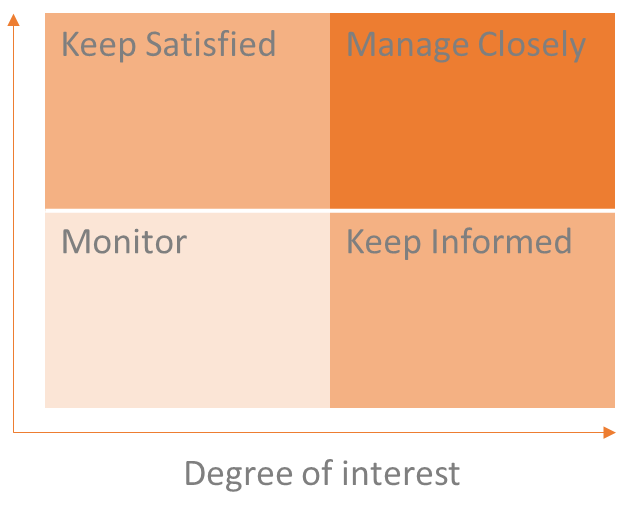 Keep Satisfied
Manage Closely
Monitor
Keep Informed
Degree of interest